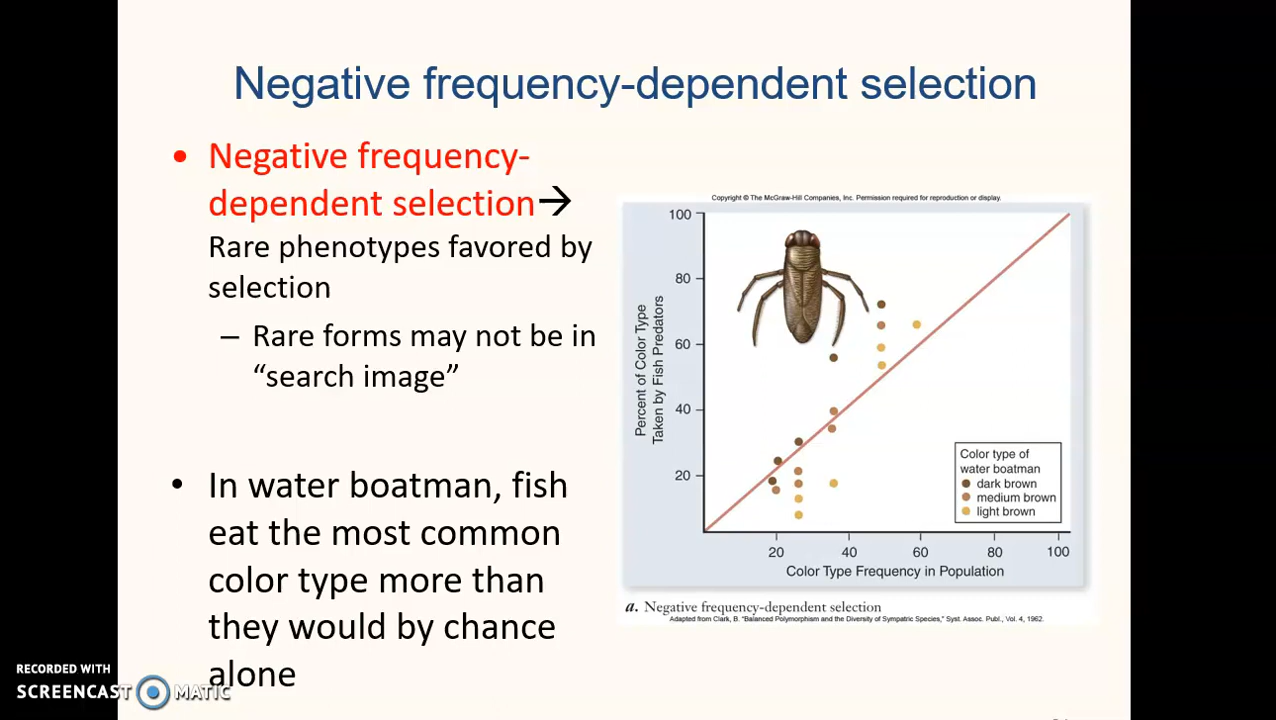 Negative frequency-dependent selection
• Negative frequency-
dependent selection→
Rare phenotypes favored by
selection
– Rare forms may not be in
“search image”
• In water boatman, fish
eat the most common
color type more than
they would by chance
alone
Copyright © The McGraw-Hill Companies, Inc. Permission required for reproduction or display.
Percent of Color Type
Taken by Fish Predators
100
80
60
40
20
20 40 60 80 100
Color Type Frequency in Population
Color type of
water boatman
dark brown
medium brown
light brown
a. Negative frequency-dependent selection
Adapted from Clark, B. "Balanced Polymorphism and the Diversity of Sympatric Species," Syst. Assoc. Publ., Vol. 4, 1962.
RECORDED WITH
SCREENCAST MATIC